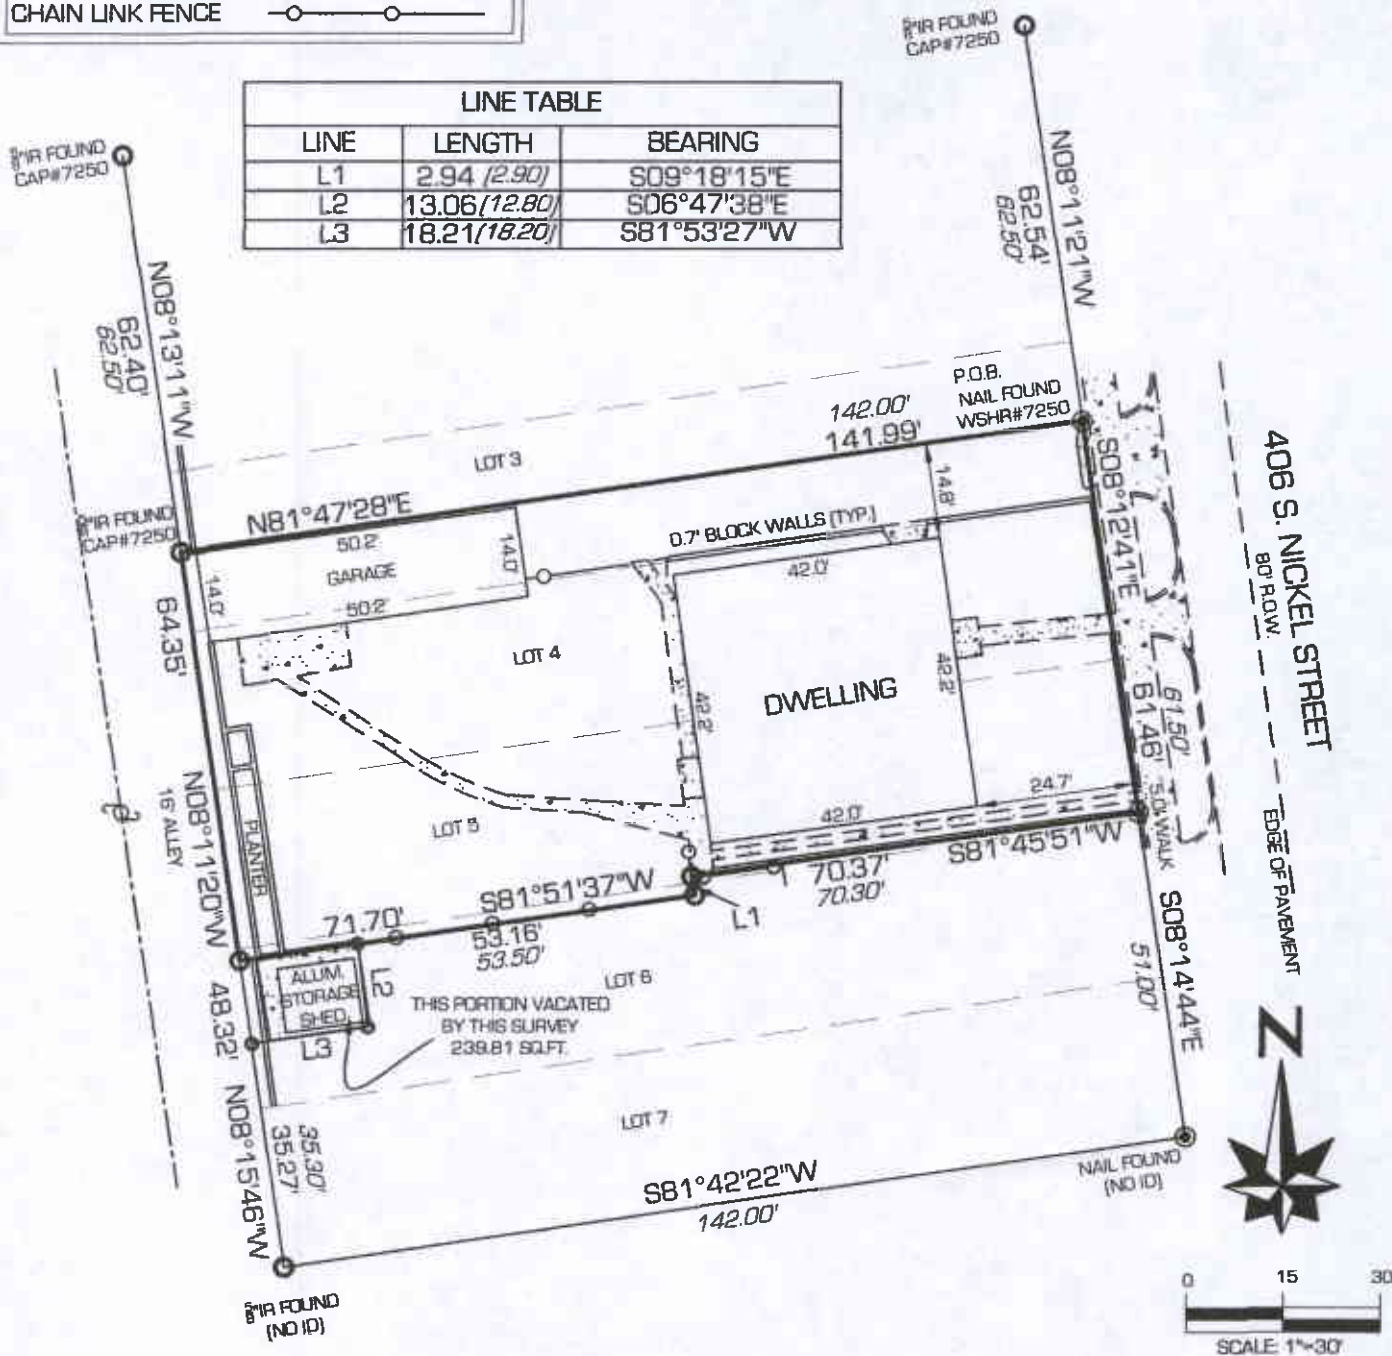 CHAIN LINK FENCE
LINE TABLE
LINE LENGTH BEARING
L1 2.94 (2.90) S09°18'15"E
L2 13.06(12.80) S06°47'38"E
L3 18.21(18.20) S81°53'27"W
5/8"IR FOUND
CAP#7250
5/8"IR FOUND
CAP#7250
N08°11'21"W
62.54'
62.50'
N08°13'11"W
62.40'
62.50'
P.O.B.
NAIL FOUND
WSHR#7250
142.00'
141.99'
LOT 3
N81°47'28"E
5/8"IR FOUND
CAP#7250
50.2'
GARAGE
50.2'
14.0'
14.0'
0.7' BLOCK WALLS (TYP.)
14.8'
42.0'
S08°12'41"E
61.50'
61.46'
5.0' WALK
406 S. NICKEL STREET
80' R.O.W.
EDGE OF PAVEMENT
64.35'
N08°11'20"W
16' ALLEY
LOT 4
DWELLING
42.2'
42.2'
24.7'
42.0'
PLANTER
LOT 5
S81°45'51"W
70.37'
70.30'
S81°51'37"W
71.70'
53.16'
53.50'
L1
L2
L3
ALUM.
STORAGE
SHED
LOT 6
THIS PORTION VACATED
BY THIS SURVEY
239.81 SQ.FT.
48.32'
N08°15'46"W
35.30'
35.27'
S08°14'44"E
51.00'
LOT 7
S81°42'22"W
142.00'
NAIL FOUND
(NO ID)
5/8"IR FOUND
(NO ID)
N
0 15 30
SCALE: 1"=30'